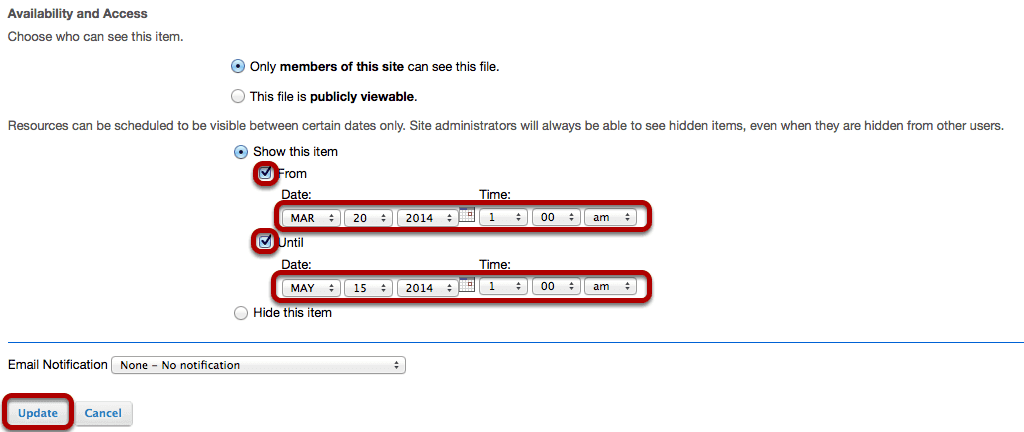 Availability and Access
Choose who can see this item.
Only members of this site can see this file.
This file is publicly viewable.
Resources can be scheduled to be visible between certain dates only. Site administrators will always be able to see hidden items, even when they are hidden from other users.
Show this item
From
Date: Time:
MAR 20 2014 1 00 am
Until
Date: Time:
MAY 15 2014 1 00 am
Hide this item
Email Notification None - No notification
Update Cancel